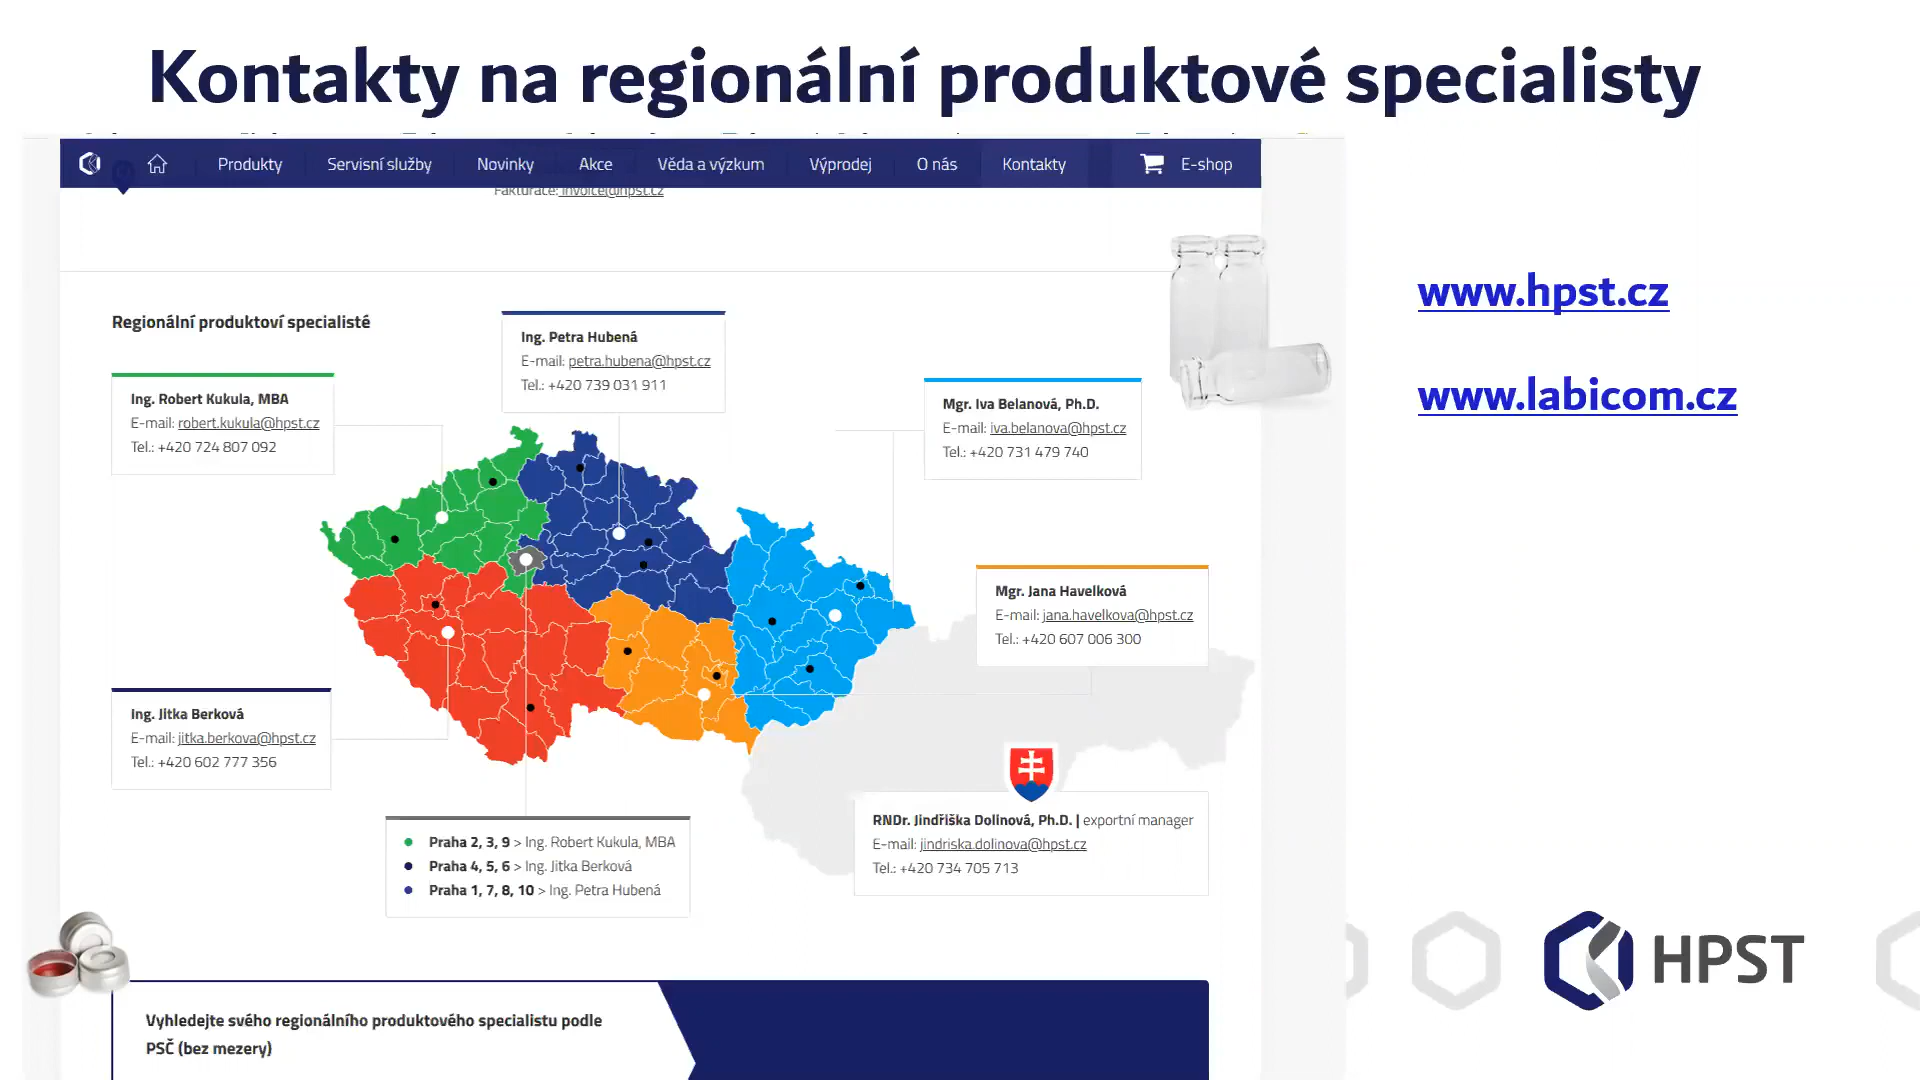 Kontakty na regionální produktové specialisty
Produkty
Servisní služby
Novinky
Akce
Věda a výzkum
Výprodej
O nás
Kontakty
E-shop
Fakturace: invoice@hpst.cz
www.hpst.cz
www.labicom.cz
Regionální produktoví specialisté
Ing. Petra Hubená
E-mail: petra.hubena@hpst.cz
Tel.: +420 739 031 911
Ing. Robert Kukula, MBA
E-mail: robert.kukula@hpst.cz
Tel.: +420 724 807 092
Mgr. Iva Belanová, Ph.D.
E-mail: iva.belanova@hpst.cz
Tel.: +420 731 479 740
Mgr. Jana Havelková
E-mail: jana.havelkova@hpst.cz
Tel.: +420 607 006 300
Ing. Jitka Berková
E-mail: jitka.berkova@hpst.cz
Tel.: +420 602 777 356
Praha 2, 3, 9 > Ing. Robert Kukula, MBA
Praha 4, 5, 6 > Ing. Jitka Berková
Praha 1, 7, 8, 10 > Ing. Petra Hubená
RNDr. Jindřiška Dolinová, Ph.D. | exportní manager
E-mail: jindriska.dolinova@hpst.cz
Tel.: +420 734 705 713
HPST
Vyhledejte svého regionálního produktového specialistu podle
PSČ (bez mezery)